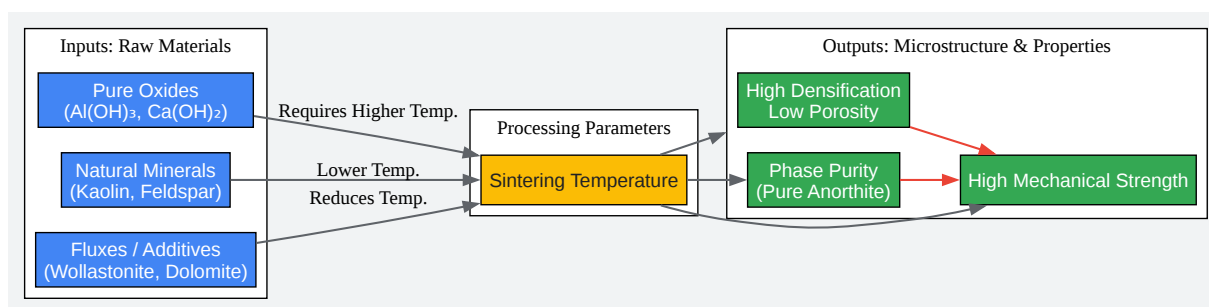 Inputs: Raw Materials
Pure Oxides
(Al(OH)₃, Ca(OH)₂)
Natural Minerals
(Kaolin, Feldspar)
Fluxes / Additives
(Wollastonite, Dolomite)
Requires Higher Temp.
Lower Temp.
Reduces Temp.
Processing Parameters
Sintering Temperature
Outputs: Microstructure & Properties
High Densification
Low Porosity
Phase Purity
(Pure Anorthite)
High Mechanical Strength